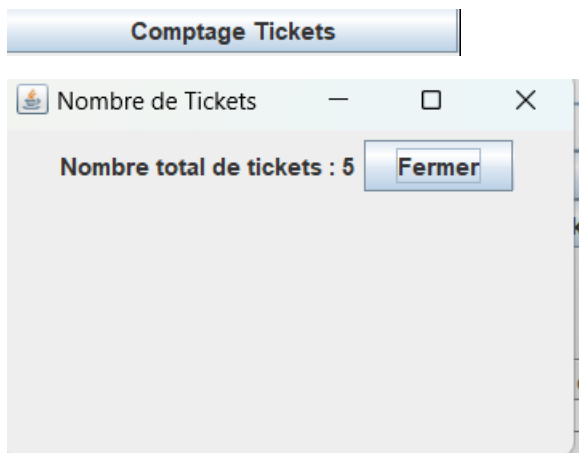 Comptage Tickets
Nombre de Tickets
Nombre total de tickets : 5 Fermer